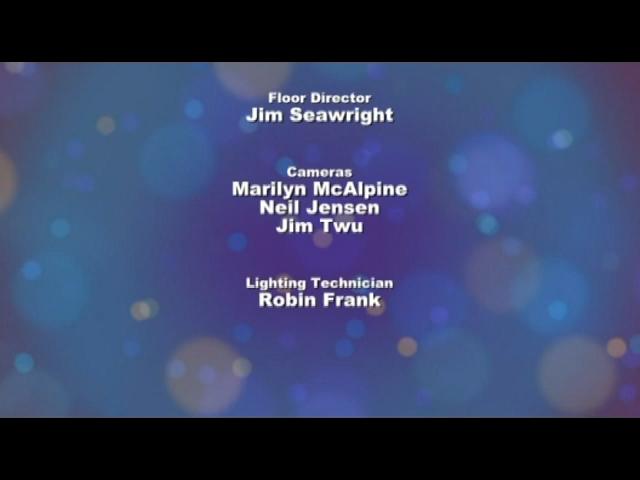 Floor Director
Jim Seawright
Cameras
Marilyn McAlpine
Neil Jensen
Jim Twu
Lighting Technician
Robin Frank